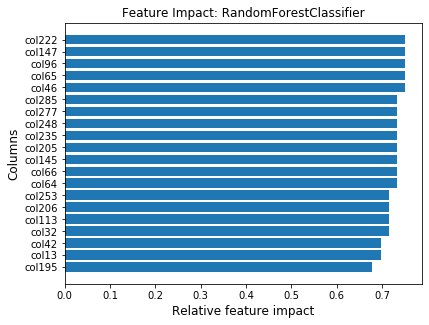 Feature Impact: RandomForestClassifier
col222
col147
col96
col65
col46
col285
col277
col248
col235
col205
col145
col66
col64
col253
col206
col113
col32
col42
col13
col195
Columns
0.0 0.1 0.2 0.3 0.4 0.5 0.6 0.7
Relative feature impact